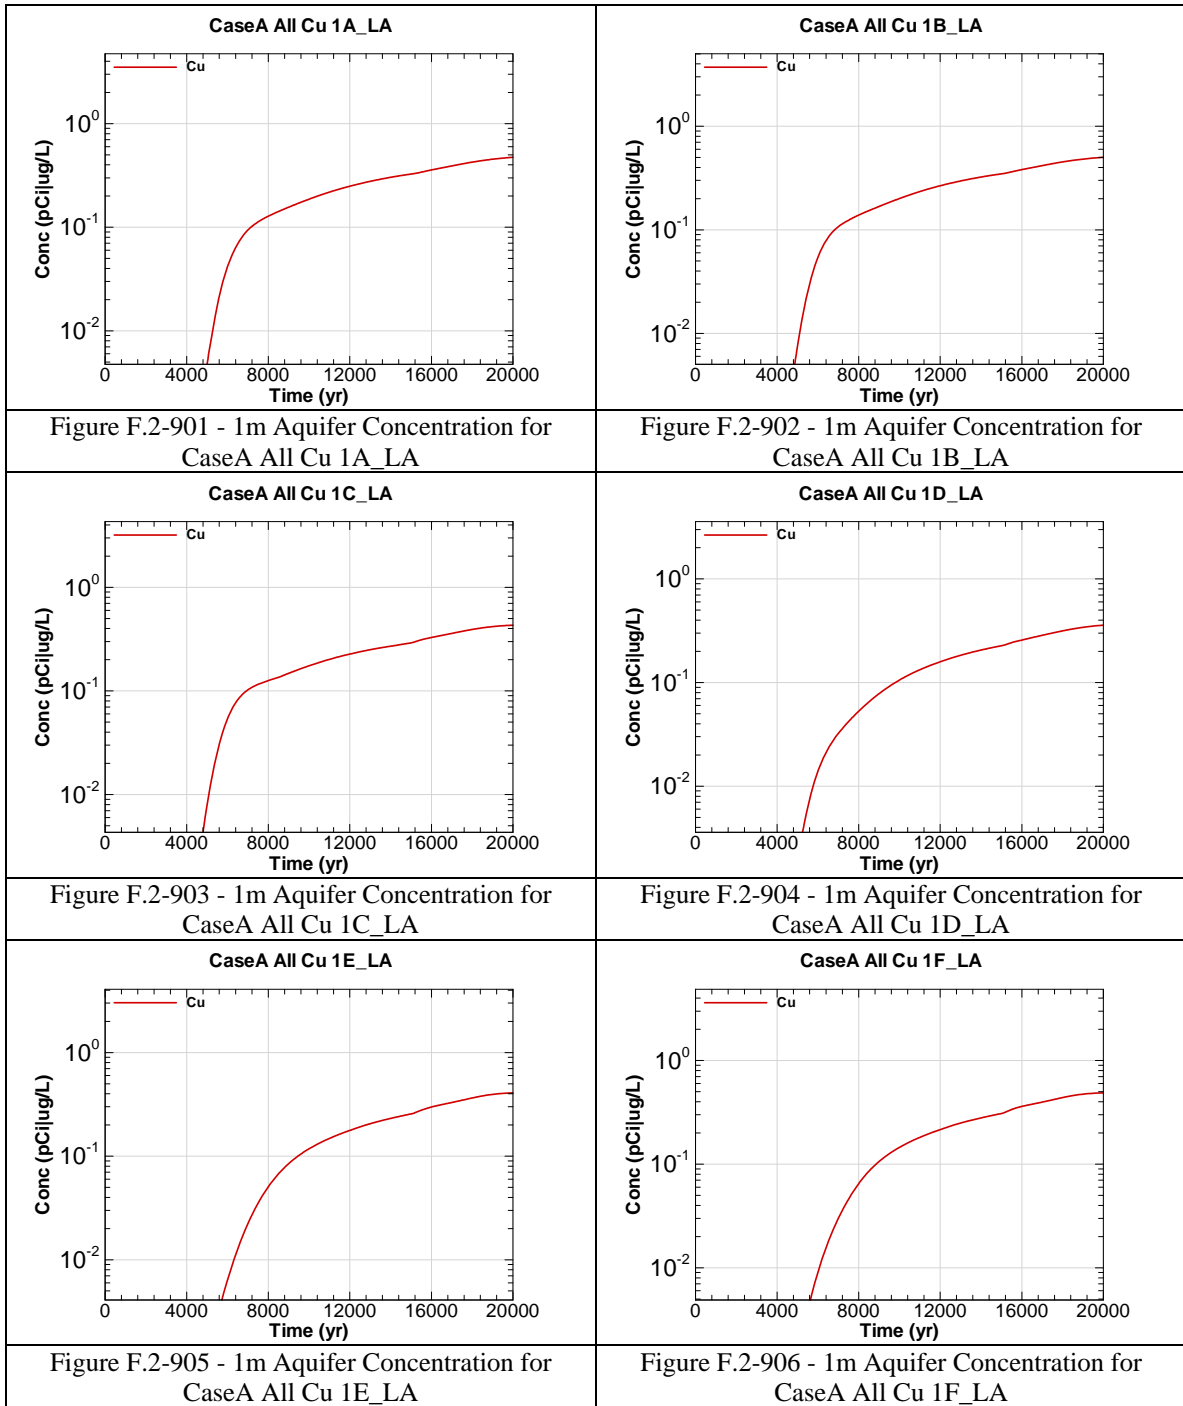 CaseA All Cu 1A_LA
Cu
Conc (pCi|ug/L)
10^0
10^-1
10^-2
0 4000 8000 12000 16000 20000
Time (yr)
Figure F.2-901 - 1m Aquifer Concentration for
CaseA All Cu 1A_LA
CaseA All Cu 1B_LA
Cu
Conc (pCi|ug/L)
10^0
10^-1
10^-2
0 4000 8000 12000 16000 20000
Time (yr)
Figure F.2-902 - 1m Aquifer Concentration for
CaseA All Cu 1B_LA
CaseA All Cu 1C_LA
Cu
Conc (pCi|ug/L)
10^0
10^-1
10^-2
0 4000 8000 12000 16000 20000
Time (yr)
Figure F.2-903 - 1m Aquifer Concentration for
CaseA All Cu 1C_LA
CaseA All Cu 1D_LA
Cu
Conc (pCi|ug/L)
10^0
10^-1
10^-2
0 4000 8000 12000 16000 20000
Time (yr)
Figure F.2-904 - 1m Aquifer Concentration for
CaseA All Cu 1D_LA
CaseA All Cu 1E_LA
Cu
Conc (pCi|ug/L)
10^0
10^-1
10^-2
0 4000 8000 12000 16000 20000
Time (yr)
Figure F.2-905 - 1m Aquifer Concentration for
CaseA All Cu 1E_LA
CaseA All Cu 1F_LA
Cu
Conc (pCi|ug/L)
10^0
10^-1
10^-2
0 4000 8000 12000 16000 20000
Time (yr)
Figure F.2-906 - 1m Aquifer Concentration for
CaseA All Cu 1F_LA